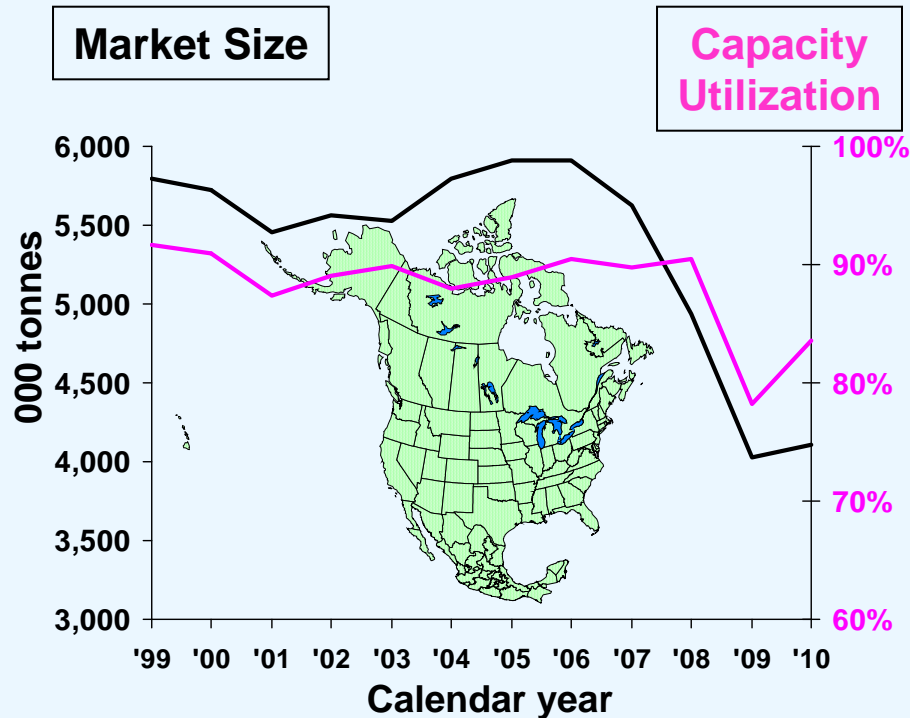 Market Size
Capacity
Utilization
000 tonnes
6,000
5,500
5,000
4,500
4,000
3,500
3,000
100%
90%
80%
70%
60%
'99 '00 '01 '02 '03 '04 '05 '06 '07 '08 '09 '10
Calendar year